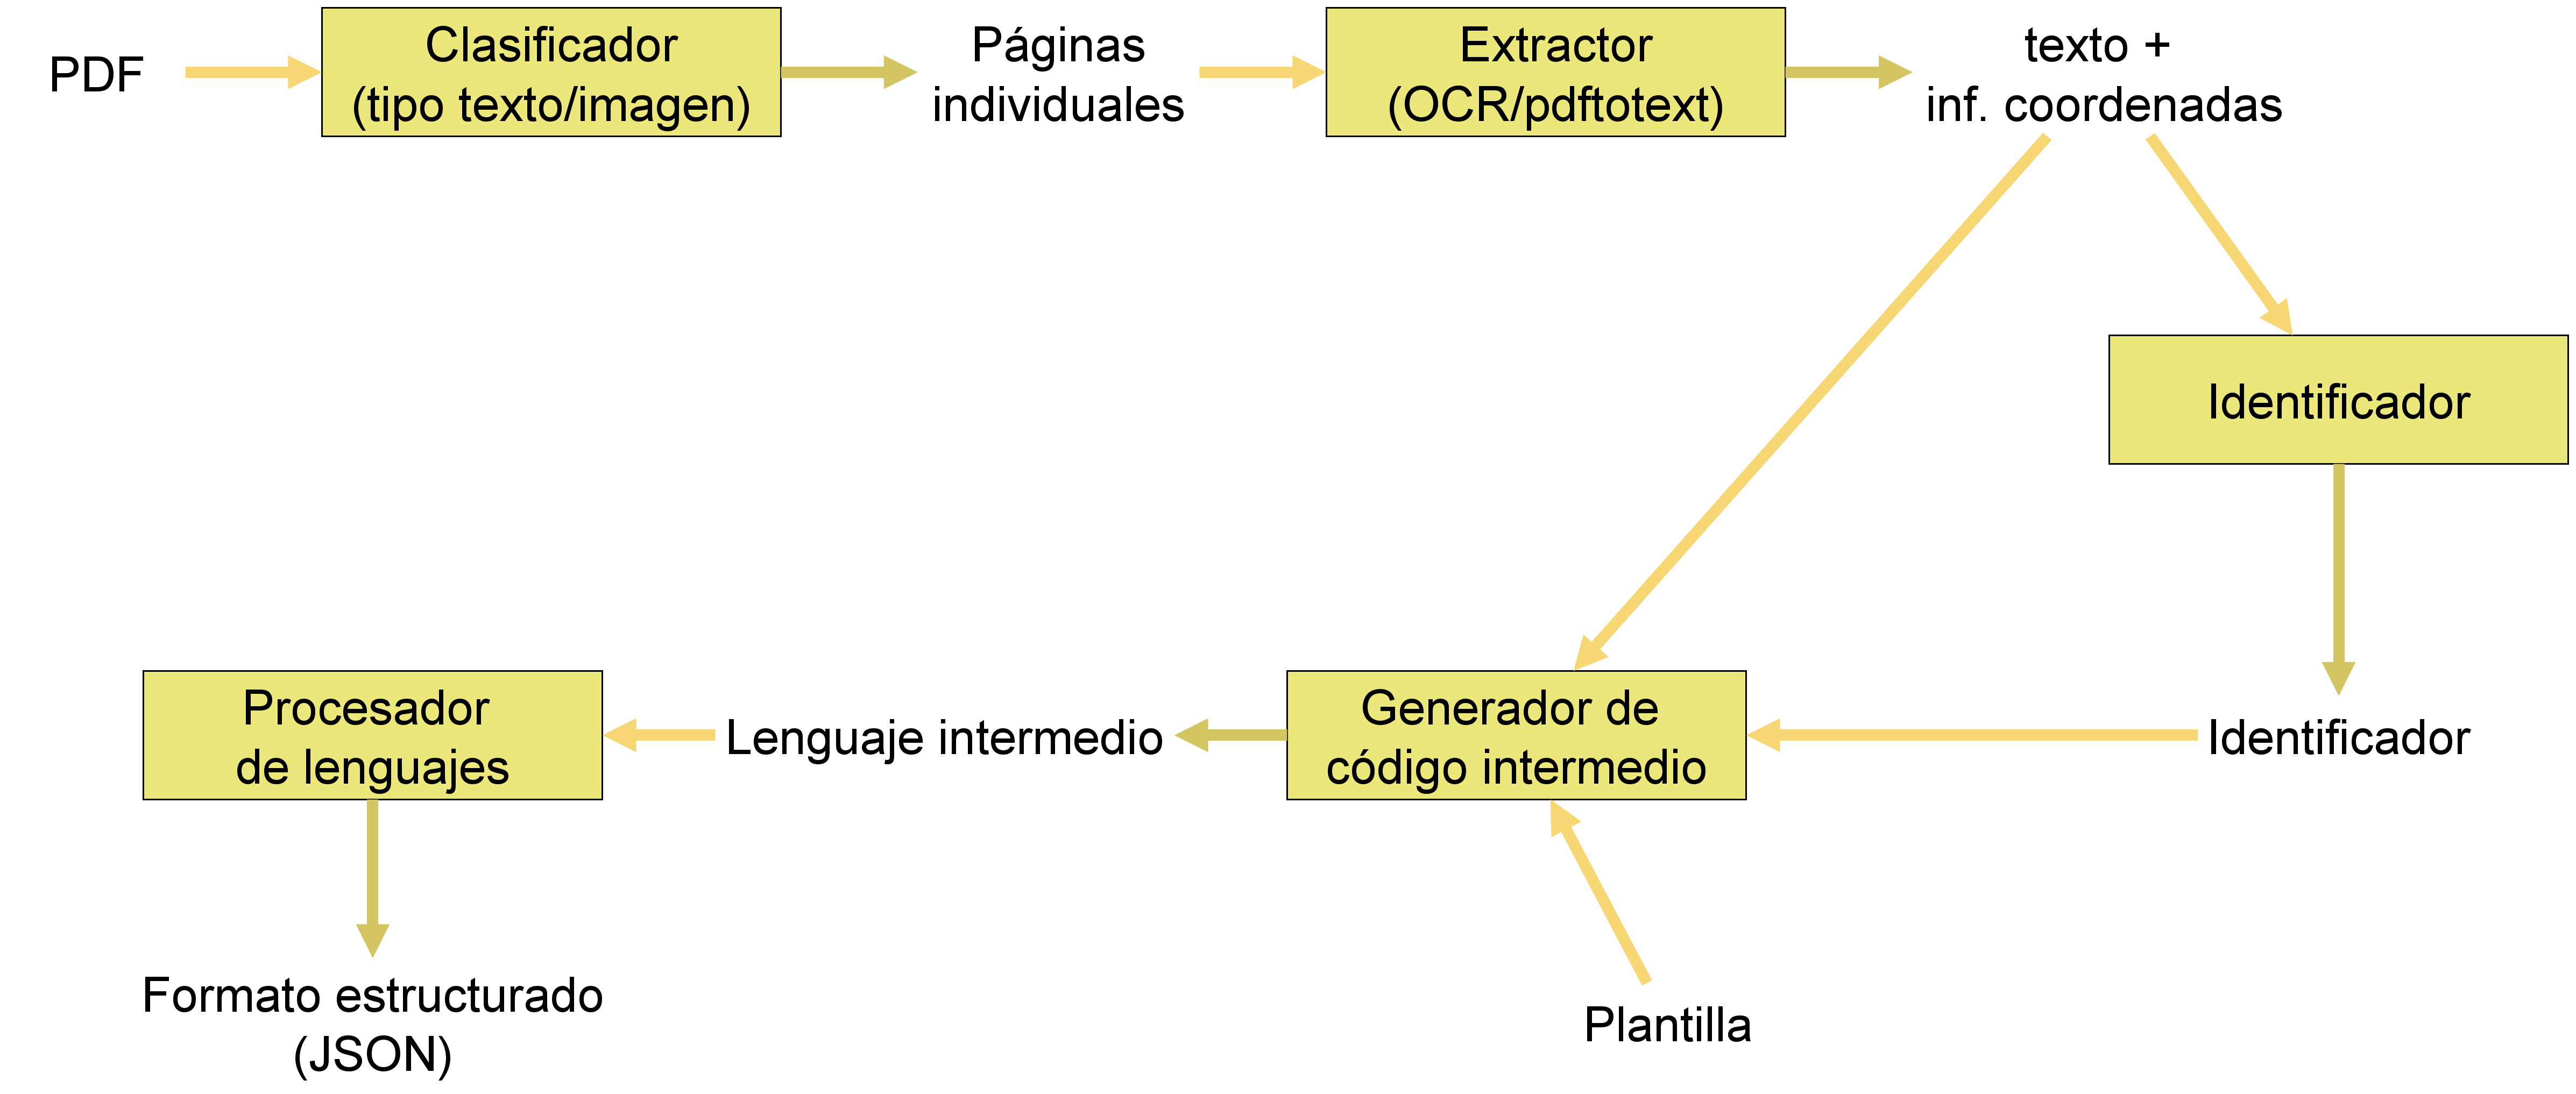 PDF
Clasificador
(tipo texto/imagen)
Páginas
individuales
Extractor
(OCR/pdftotext)
texto +
inf. coordenadas
Identificador
Identificador
Generador de
código intermedio
Lenguaje intermedio
Procesador
de lenguajes
Plantilla
Formato estructurado
(JSON)